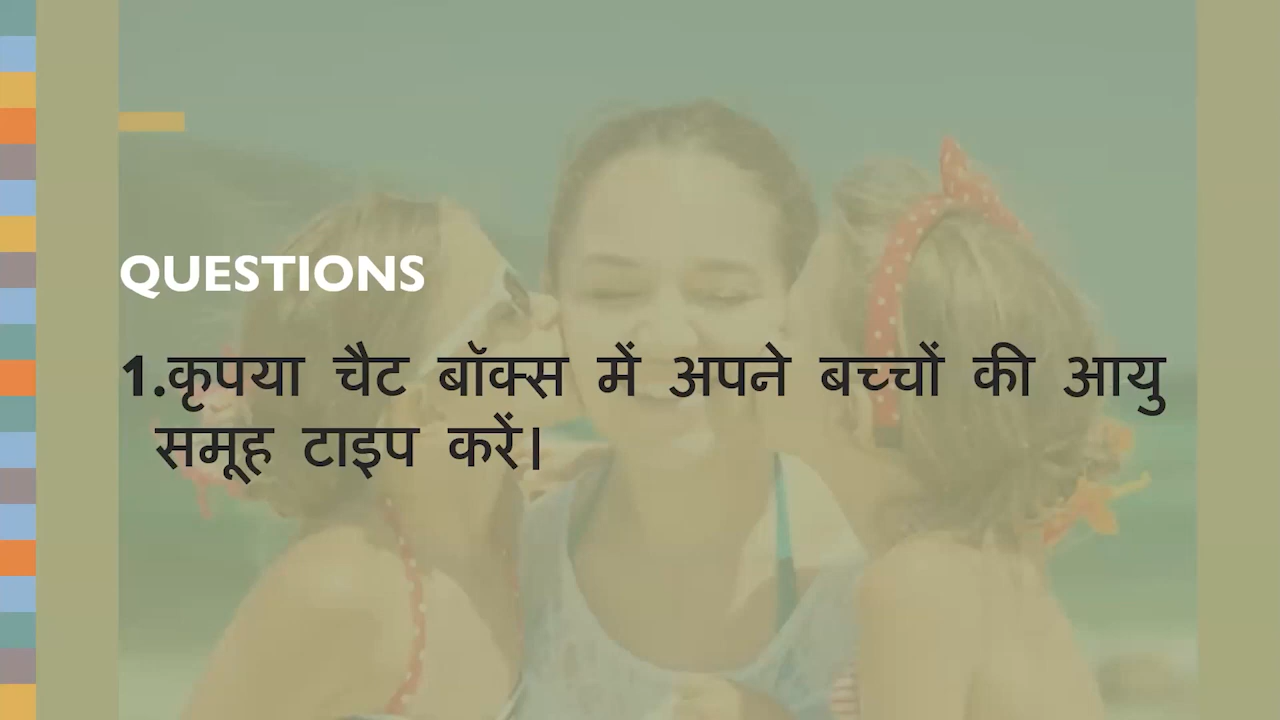 QUESTIONS
1.कृपया चैट बॉक्स में अपने बच्चों की आयु
समूह टाइप करें।